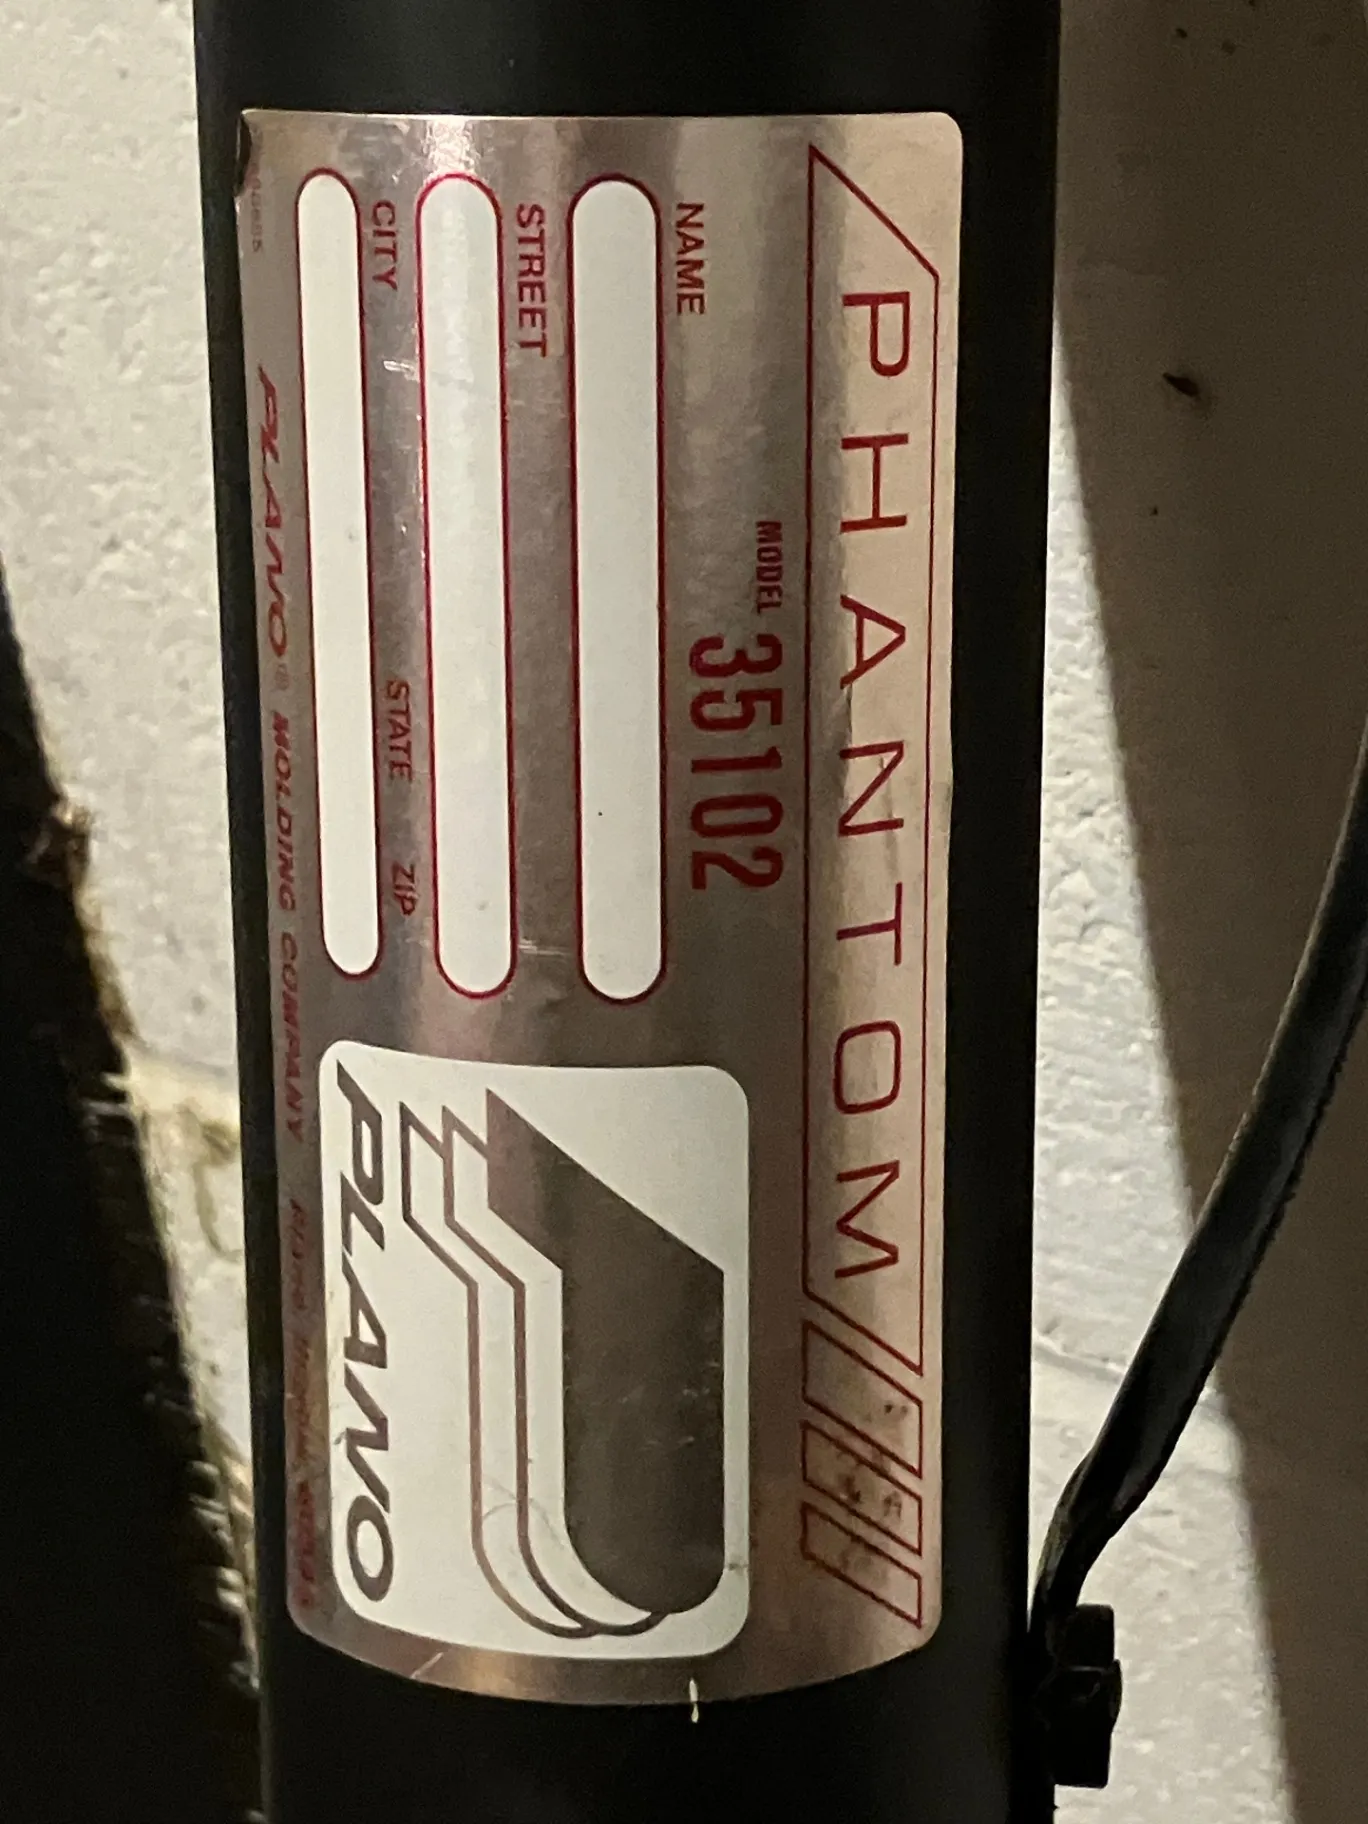 PHANTOM
MODEL 35102
NAME
STREET
CITY STATE ZIP
PLANO
PLANO® MOLDING COMPANY